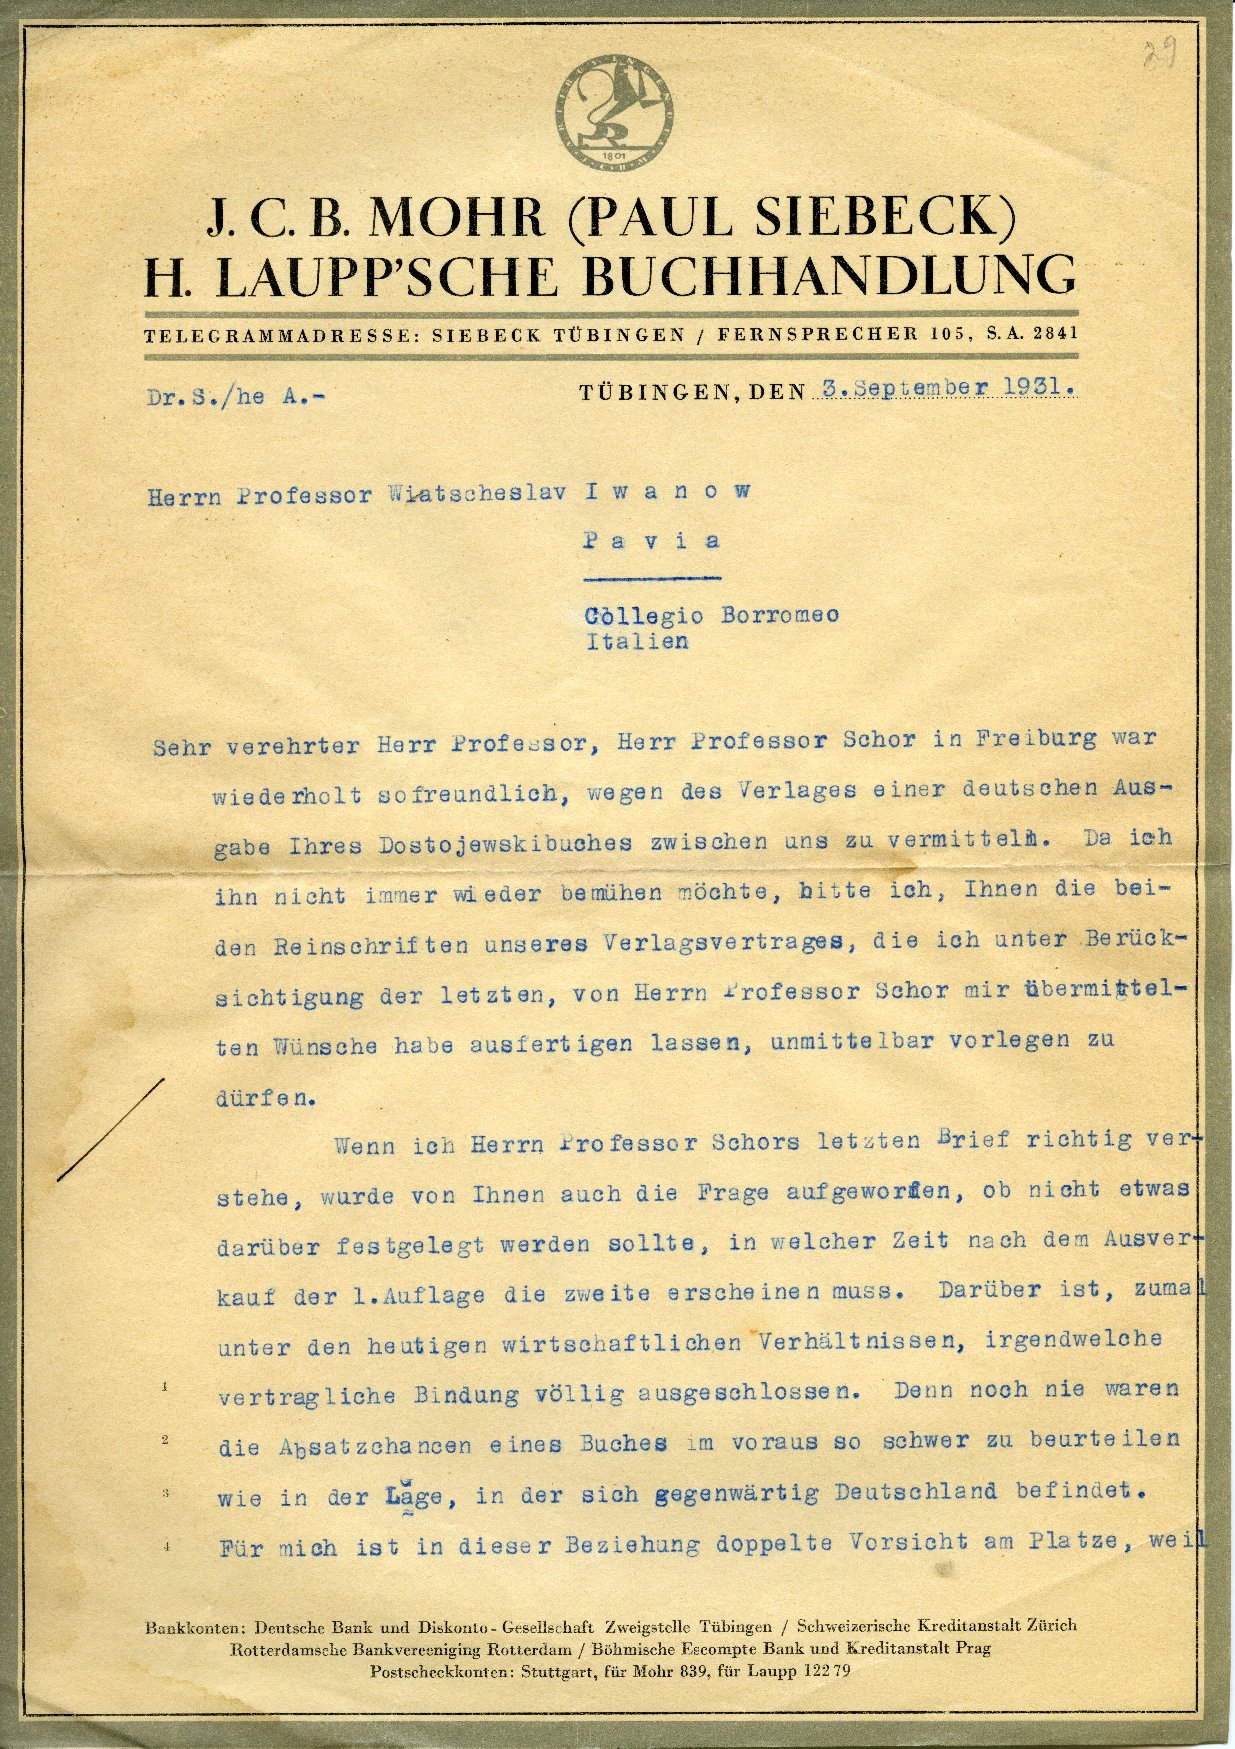 29
1801
J. C. B. MOHR (PAUL SIEBECK)
H. LAUPP'SCHE BUCHHANDLUNG
TELEGRAMMADRESSE: SIEBECK TÜBINGEN / FERNSPRECHER 105, S. A. 2841
Dr.S./he A.- TÜBINGEN, DEN 3.September 1931.
Herrn Professor Wiatscheslav I w a n o w
P a v i a
Collegio Borromeo
Italien
Sehr verehrter Herr Professor, Herr Professor Schor in Freiburg war
wiederholt sofreundlich, wegen des Verlages einer deutschen Aus-
gabe Ihres Dostojewskibuches zwischen uns zu vermitteln. Da ich
ihn nicht immer wieder bemühen möchte, bitte ich, Ihnen die bei-
den Reinschriften unseres Verlagsvertrages, die ich unter Berück-
sichtigung der letzten, von Herrn Professor Schor mir übermittel-
ten Wünsche habe ausfertigen lassen, unmittelbar vorlegen zu
dürfen.
Wenn ich Herrn Professor Schors letzten Brief richtig ver-
stehe, wurde von Ihnen auch die Frage aufgeworfen, ob nicht etwas
darüber festgelegt werden sollte, in welcher Zeit nach dem Ausver-
kauf der 1.Auflage die zweite erscheinen muss. Darüber ist, zumal
unter den heutigen wirtschaftlichen Verhältnissen, irgendwelche
1 vertragliche Bindung völlig ausgeschlossen. Denn noch nie waren
2 die Absatzchancen eines Buches im voraus so schwer zu beurteilen
3 wie in der Lage, in der sich gegenwärtig Deutschland befindet.
4 Für mich ist in dieser Beziehung doppelte Vorsicht am Platze, weil
Bankkonten: Deutsche Bank und Diskonto-Gesellschaft Zweigstelle Tübingen / Schweizerische Kreditanstalt Zürich
Rotterdamsche Bankvereeniging Rotterdam / Böhmische Escompte Bank und Kreditanstalt Prag
Postscheckkonten: Stuttgart, für Mohr 839, für Laupp 122 79